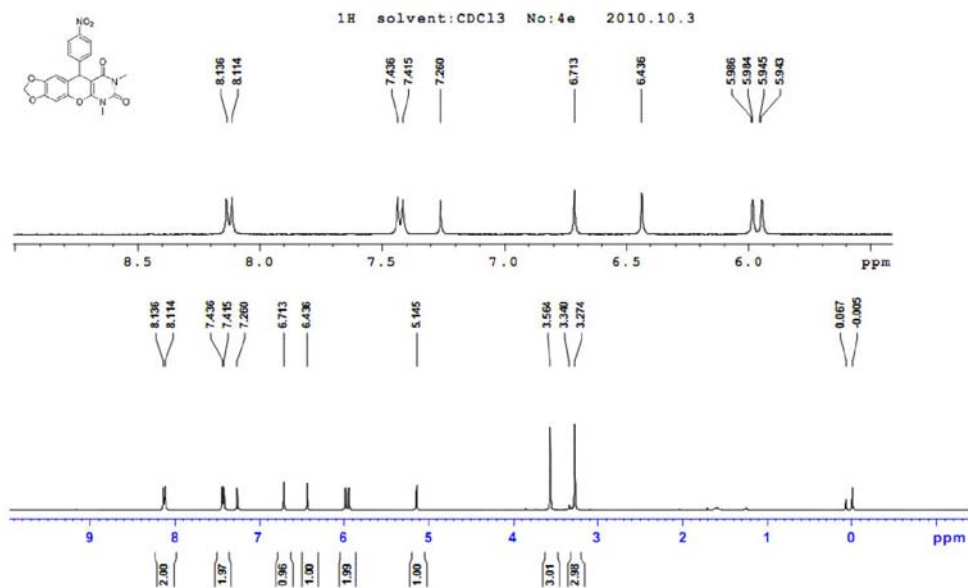 1H solvent:CDCl3 No:4e 2010.10.3
NO2
O
N
O
O
O
N
O
8.136
8.114
7.436
7.415
7.260
6.713
6.436
5.986
5.984
5.945
5.943
8.5 8.0 7.5 7.0 6.5 6.0 ppm
8.136
8.114
7.436
7.415
7.260
6.713
6.436
5.145
3.564
3.340
3.274
0.067
-0.005
9 8 7 6 5 4 3 2 1 0 ppm
2.00
1.97
0.96
1.00
1.99
1.00
3.01
2.98